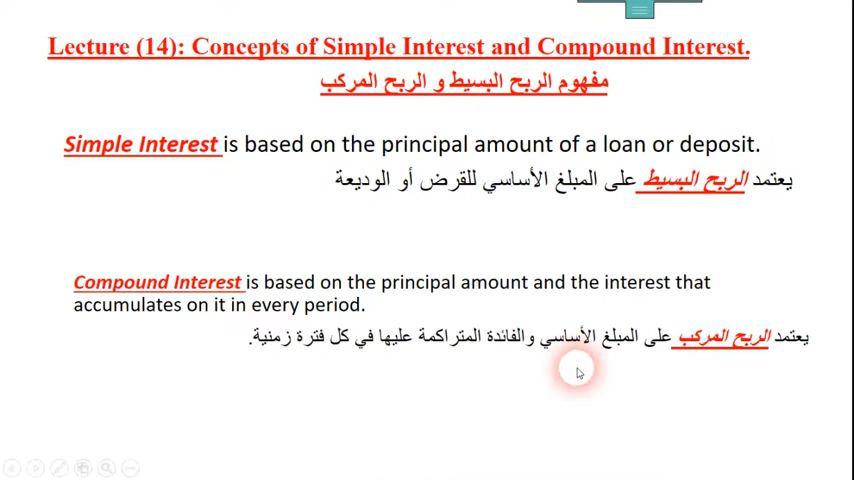 Lecture (14): Concepts of Simple Interest and Compound Interest.
مفهوم الربح البسيط و الربح المركب
Simple Interest is based on the principal amount of a loan or deposit.
يعتمد الربح البسيط على المبلغ الأساسي للقرض أو الوديعة
Compound Interest is based on the principal amount and the interest that
accumulates on it in every period.
يعتمد الربح المركب على المبلغ الأساسي والفائدة المتراكمة عليها في كل فترة زمنية.